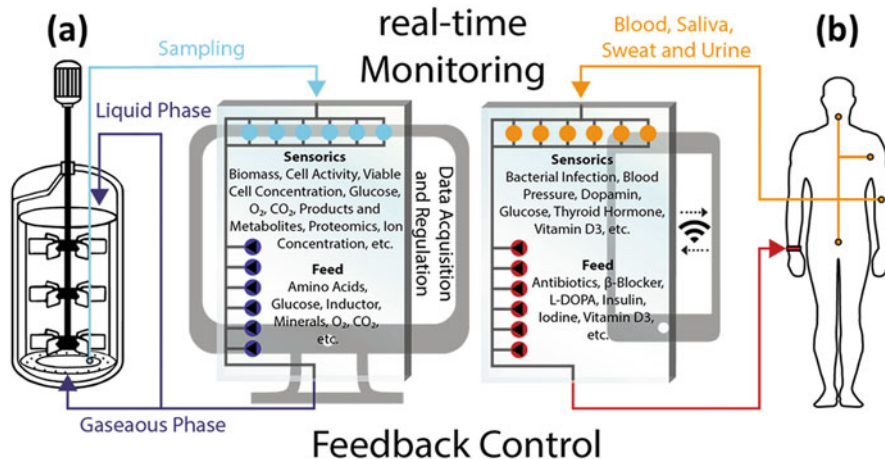 (a)
real-time
Monitoring
(b)
Sampling
Blood, Saliva,
Sweat and Urine
Liquid Phase
Sensorics
Biomass, Cell Activity, Viable
Cell Concentration, Glucose,
O₂, CO₂, Products and
Metabolites, Proteomics, Ion
Concentration, etc.
Feed
Amino Acids,
Glucose, Inductor,
Minerals, O₂, CO₂,
etc.
Data Acquisition
and Regulation
Sensorics
Bacterial Infection, Blood
Pressure, Dopamin,
Glucose, Thyroid Hormone,
Vitamin D3, etc.
Feed
Antibiotics, β-Blocker,
L-DOPA, Insulin,
Iodine, Vitamin D3,
etc.
Gaseaous Phase
Feedback Control